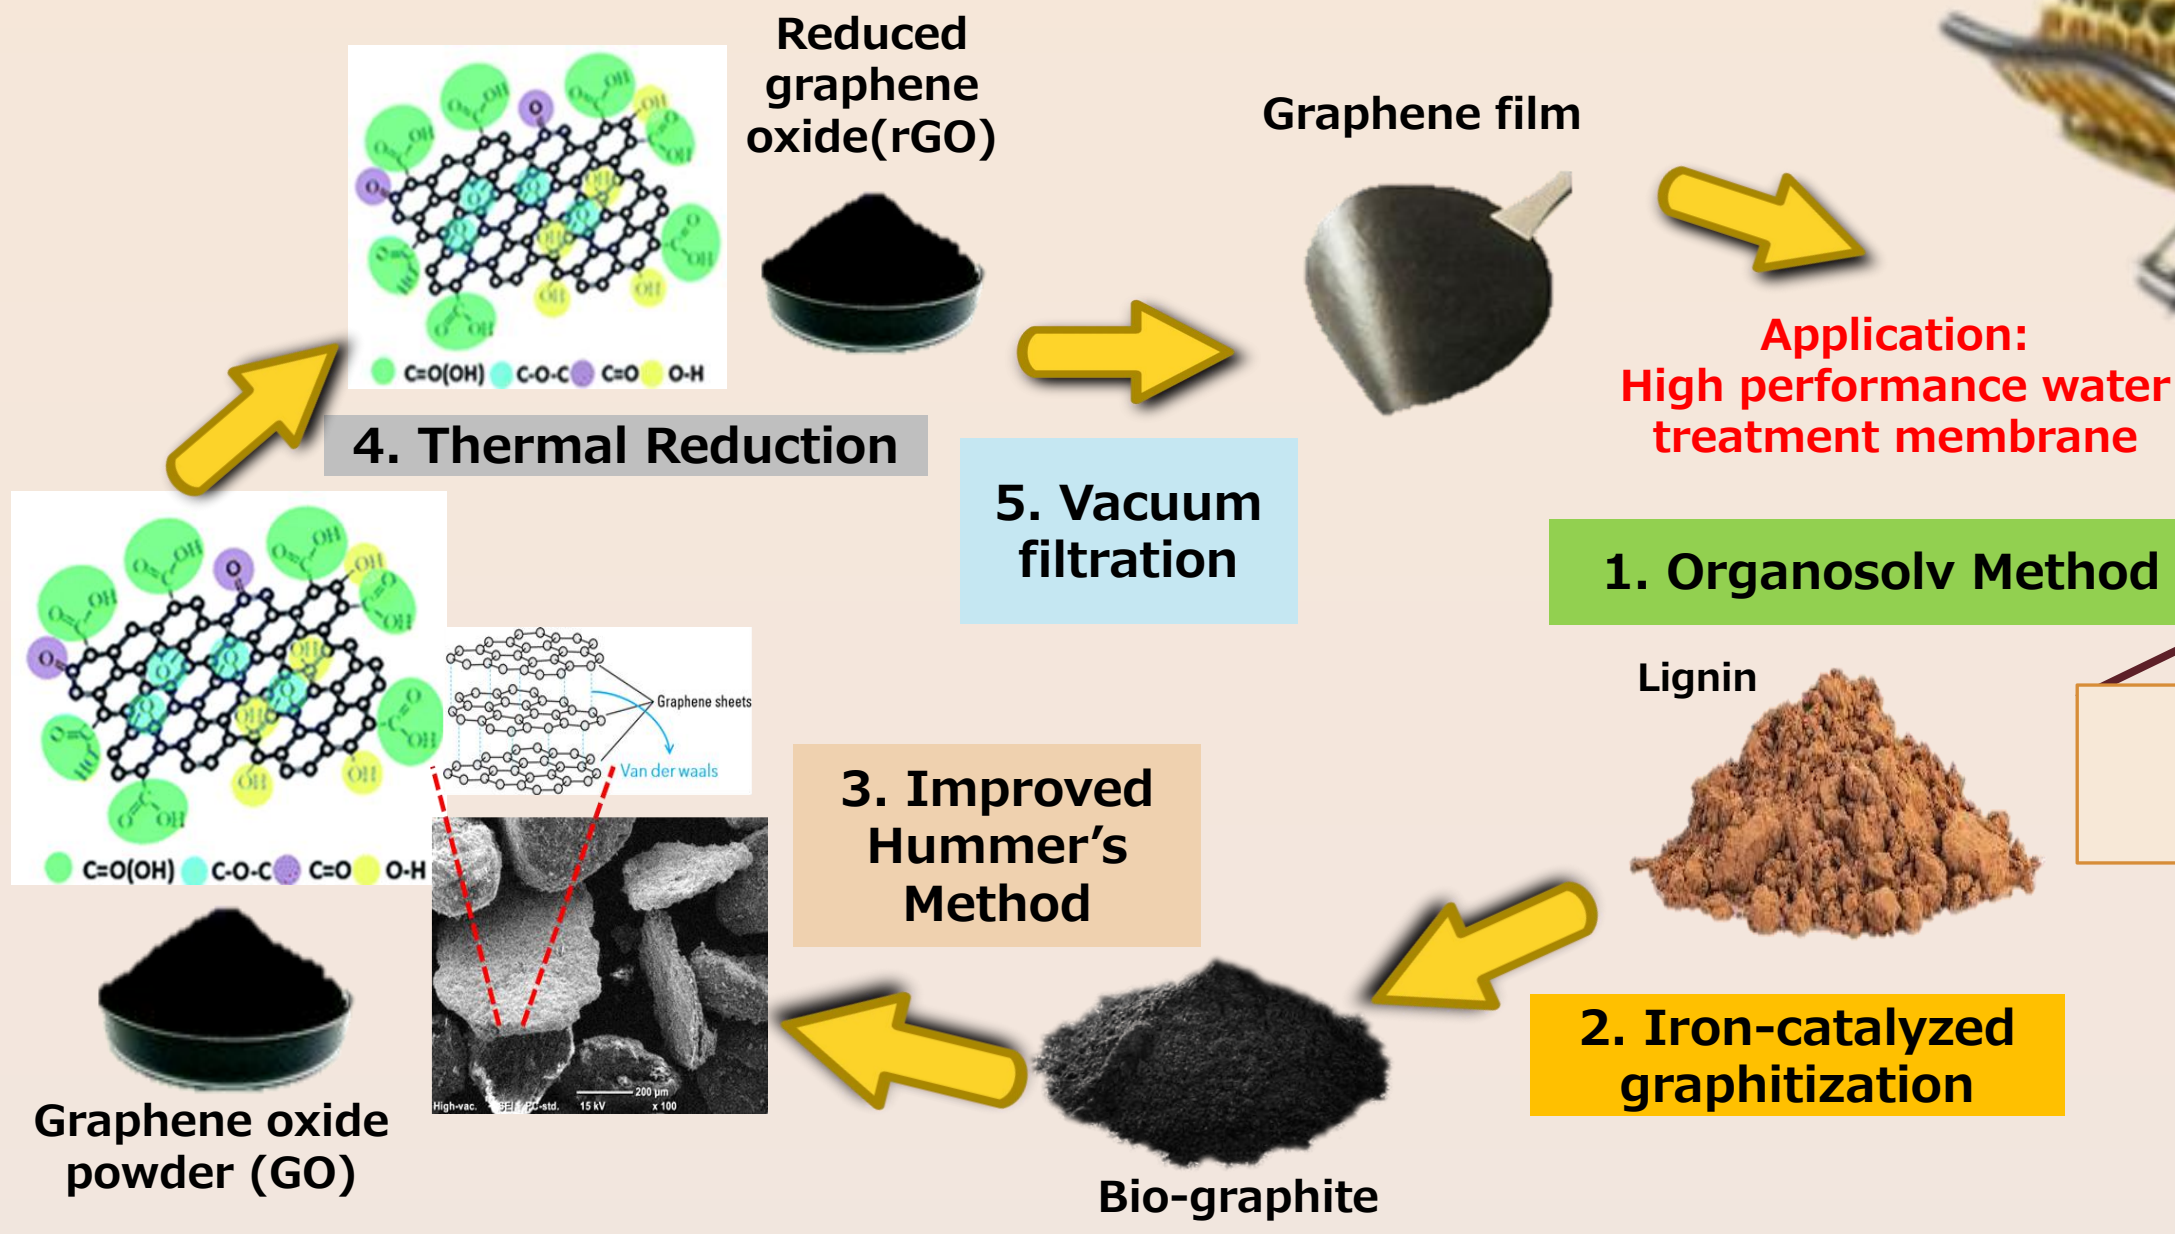 Reduced
graphene
oxide(rGO)
Graphene film
C=O(OH) C-O-C C=O O-H
4. Thermal Reduction
5. Vacuum
filtration
Application:
High performance water
treatment membrane
1. Organosolv Method
Lignin
2. Iron-catalyzed
graphitization
Bio-graphite
3. Improved
Hummer’s
Method
Graphene sheets
Van der waals
High-vac.
PC-std.
15 kV
200 µm
x 100
C=O(OH) C-O-C C=O O-H
Graphene oxide
powder (GO)